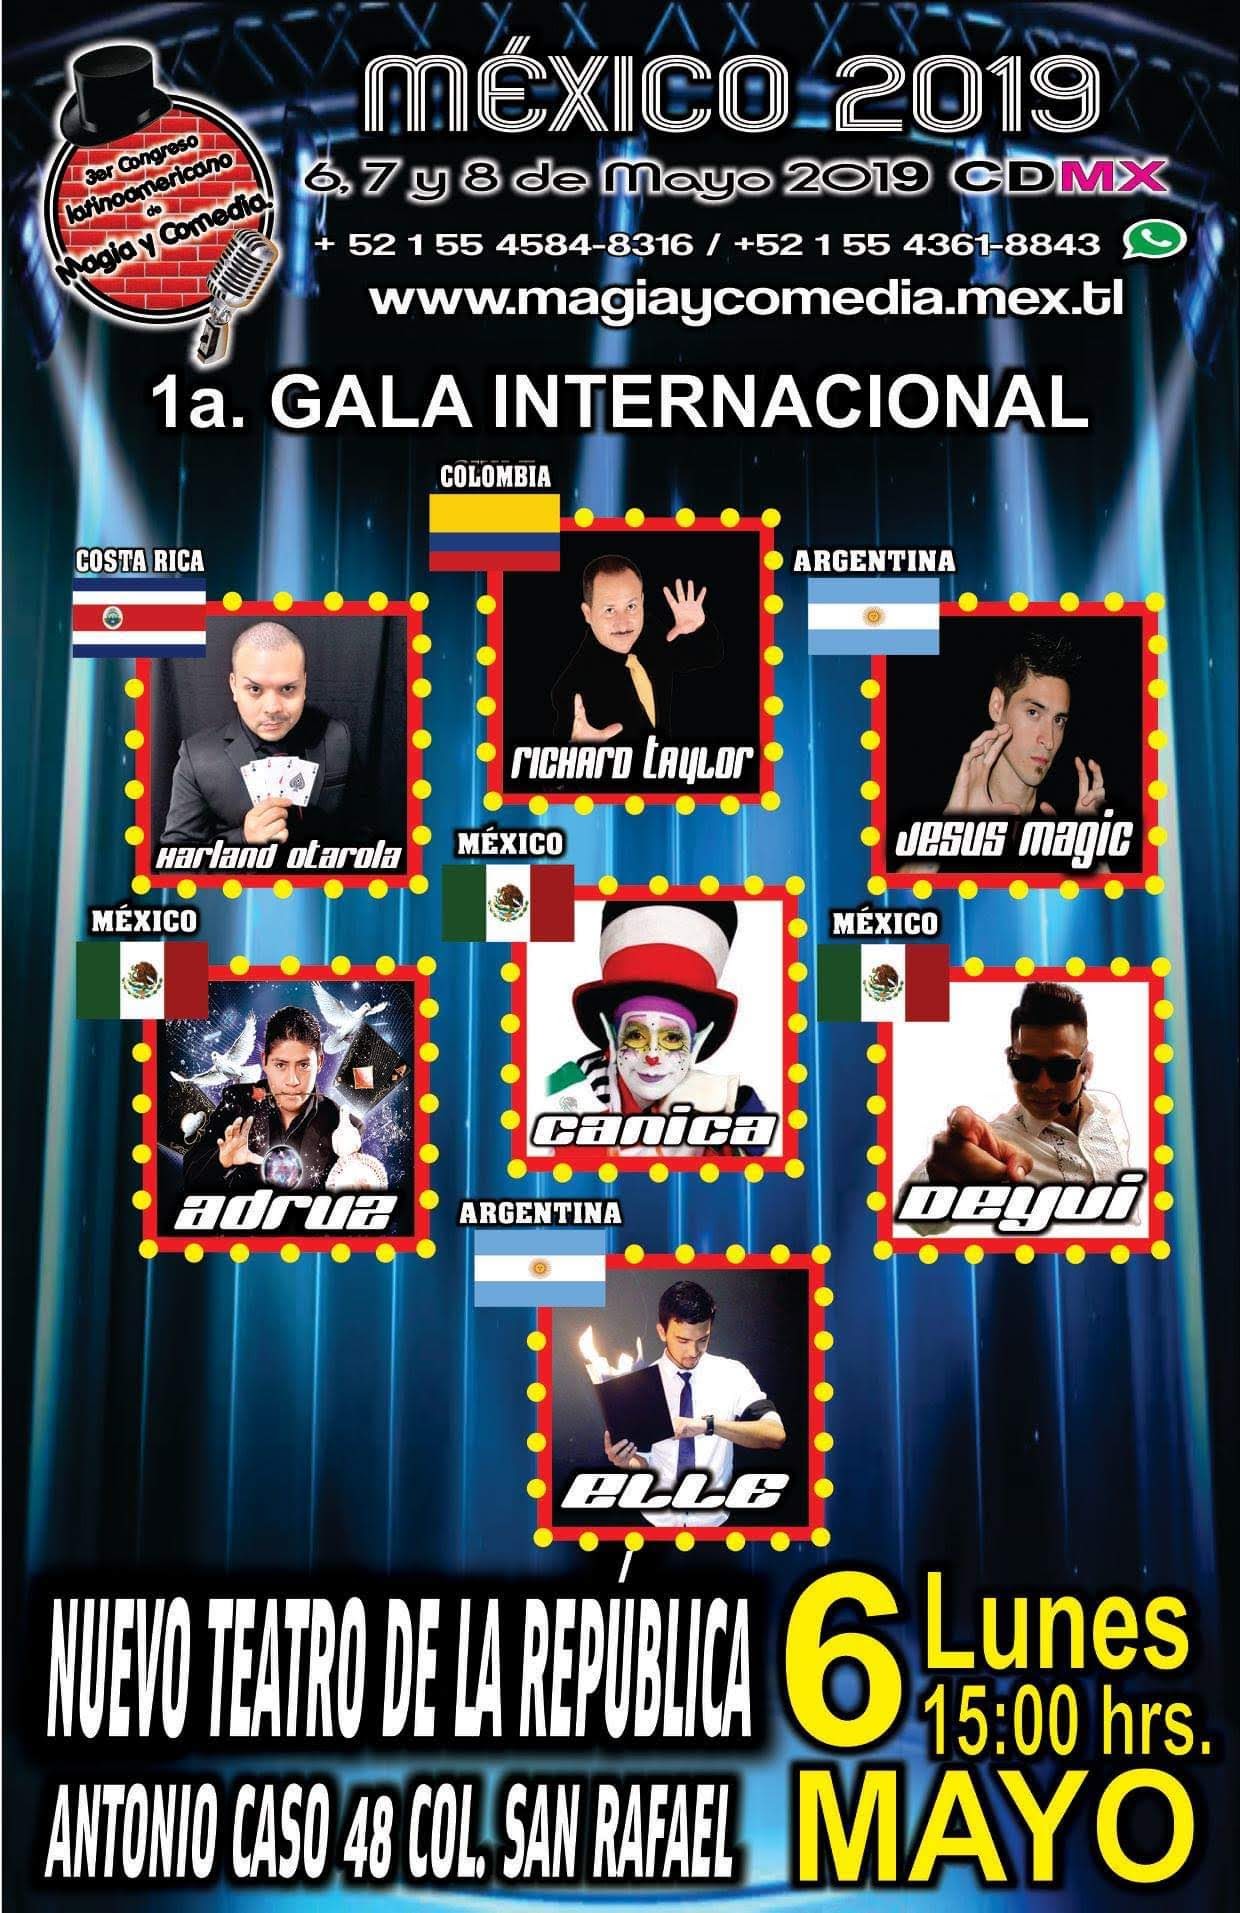 3er Congreso
latinoamericano
de
Magia y Comedia.
MÉXICO 2019
6, 7 y 8 de Mayo 2019 CDMX
+ 52 1 55 4584-8316 / +52 1 55 4361-8843
www.magiaycomedia.mex.tl
1a. GALA INTERNACIONAL
COLOMBIA
RICHARD TAYLOR
COSTA RICA
Harland Otarola
ARGENTINA
JESUS MAGIC
MÉXICO
Adruz
MÉXICO
Canica
MÉXICO
Deyvi
ARGENTINA
ELLE
NUEVO TEATRO DE LA REPÚBLICA
ANTONIO CASO 48 COL. SAN RAFAEL
6 Lunes
15:00 hrs.
MAYO